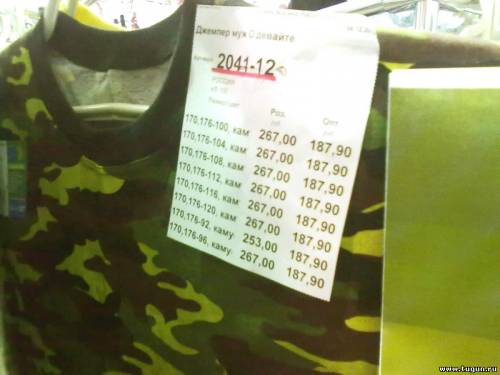 Джемпер муж Одевайте
2041-12
Роз. Опт
170,176-100, кам 267,00 187,90
170,176-104, кам 267,00 187,90
170,176-108, кам 267,00 187,90
170,176-112, кам 267,00 187,90
170,176-116, кам 267,00 187,90
170,176-120, кам 267,00 187,90
170,176-92, каму 253,00 187,90
170,176-96, каму 267,00 187,90
www.tugun.ru